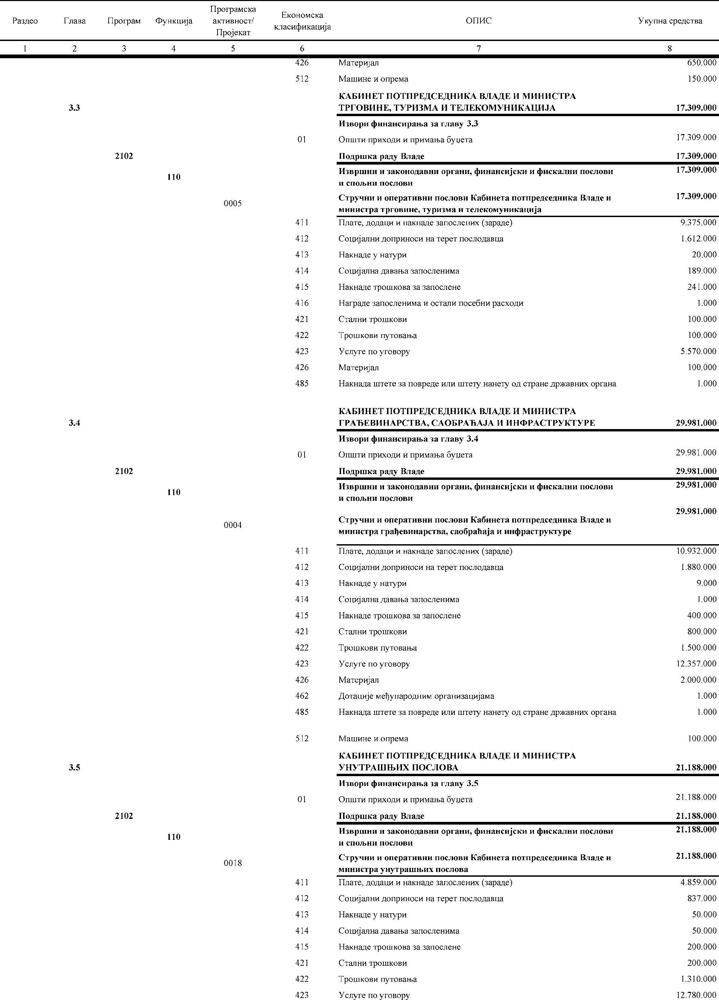 Раздео Глава Програм Функција Програмска активност/ Пројекат Економска класификација ОПИС Укупна средства
1 2 3 4 5 6 7 8
426 Материјал 650.000
512 Машине и опрема 150.000
КАБИНЕТ ПОТПРЕДСЕДНИКА ВЛАДЕ И МИНИСТРА
3.3 ТРГОВИНЕ, ТУРИЗМА И ТЕЛЕКОМУНИКАЦИЈА 17.309.000
Извори финансирања за главу 3.3
01 Општи приходи и примања буџета 17.309.000
2102 Подршка раду Владе 17.309.000
110 Извршни и законодавни органи, финансијски и фискални послови 17.309.000
и спољни послови
0005 Стручни и оперативни послови Кабинета потпредседника Владе и 17.309.000
министра трговине, туризма и телекомуникација
411 Плате, додаци и накнаде запослених (зараде) 9.375.000
412 Социјални доприноси на терет послодавца 1.612.000
413 Накнаде у натури 20.000
414 Социјална давања запосленима 189.000
415 Накнаде трошкова за запослене 241.000
416 Награде запосленима и остали посебни расходи 1.000
421 Стални трошкови 100.000
422 Трошкови путовања 100.000
423 Услуге по уговору 5.570.000
426 Материјал 100.000
485 Накнада штете за повреде или штету нанету од стране државних органа 1.000
КАБИНЕТ ПОТПРЕДСЕДНИКА ВЛАДЕ И МИНИСТРА
3.4 ГРАЂЕВИНАРСТВА, САОБРАЋАЈА И ИНФРАСТРУКТУРЕ 29.981.000
Извори финансирања за главу 3.4
01 Општи приходи и примања буџета 29.981.000
2102 Подршка раду Владе 29.981.000
110 Извршни и законодавни органи, финансијски и фискални послови 29.981.000
и спољни послови
0004 Стручни и оперативни послови Кабинета потпредседника Владе и 29.981.000
министра грађевинарства, саобраћаја и инфраструктуре
411 Плате, додаци и накнаде запослених (зараде) 10.932.000
412 Социјални доприноси на терет послодавца 1.880.000
413 Накнаде у натури 9.000
414 Социјална давања запосленима 1.000
415 Накнаде трошкова за запослене 400.000
421 Стални трошкови 800.000
422 Трошкови путовања 1.500.000
423 Услуге по уговору 12.357.000
426 Материјал 2.000.000
462 Дотације међународним организацијама 1.000
485 Накнада штете за повреде или штету нанету од стране државних органа 1.000
512 Машине и опрема 100.000
КАБИНЕТ ПОТПРЕДСЕДНИКА ВЛАДЕ И МИНИСТРА
3.5 УНУТРАШЊИХ ПОСЛОВА 21.188.000
Извори финансирања за главу 3.5
01 Општи приходи и примања буџета 21.188.000
2102 Подршка раду Владе 21.188.000
110 Извршни и законодавни органи, финансијски и фискални послови 21.188.000
и спољни послови
0018 Стручни и оперативни послови Кабинета потпредседника Владе и 21.188.000
министра унутрашњих послова
411 Плате, додаци и накнаде запослених (зараде) 4.859.000
412 Социјални доприноси на терет послодавца 837.000
413 Накнаде у натури 50.000
414 Социјална давања запосленима 50.000
415 Накнаде трошкова за запослене 200.000
421 Стални трошкови 200.000
422 Трошкови путовања 1.310.000
423 Услуге по уговору 12.780.000